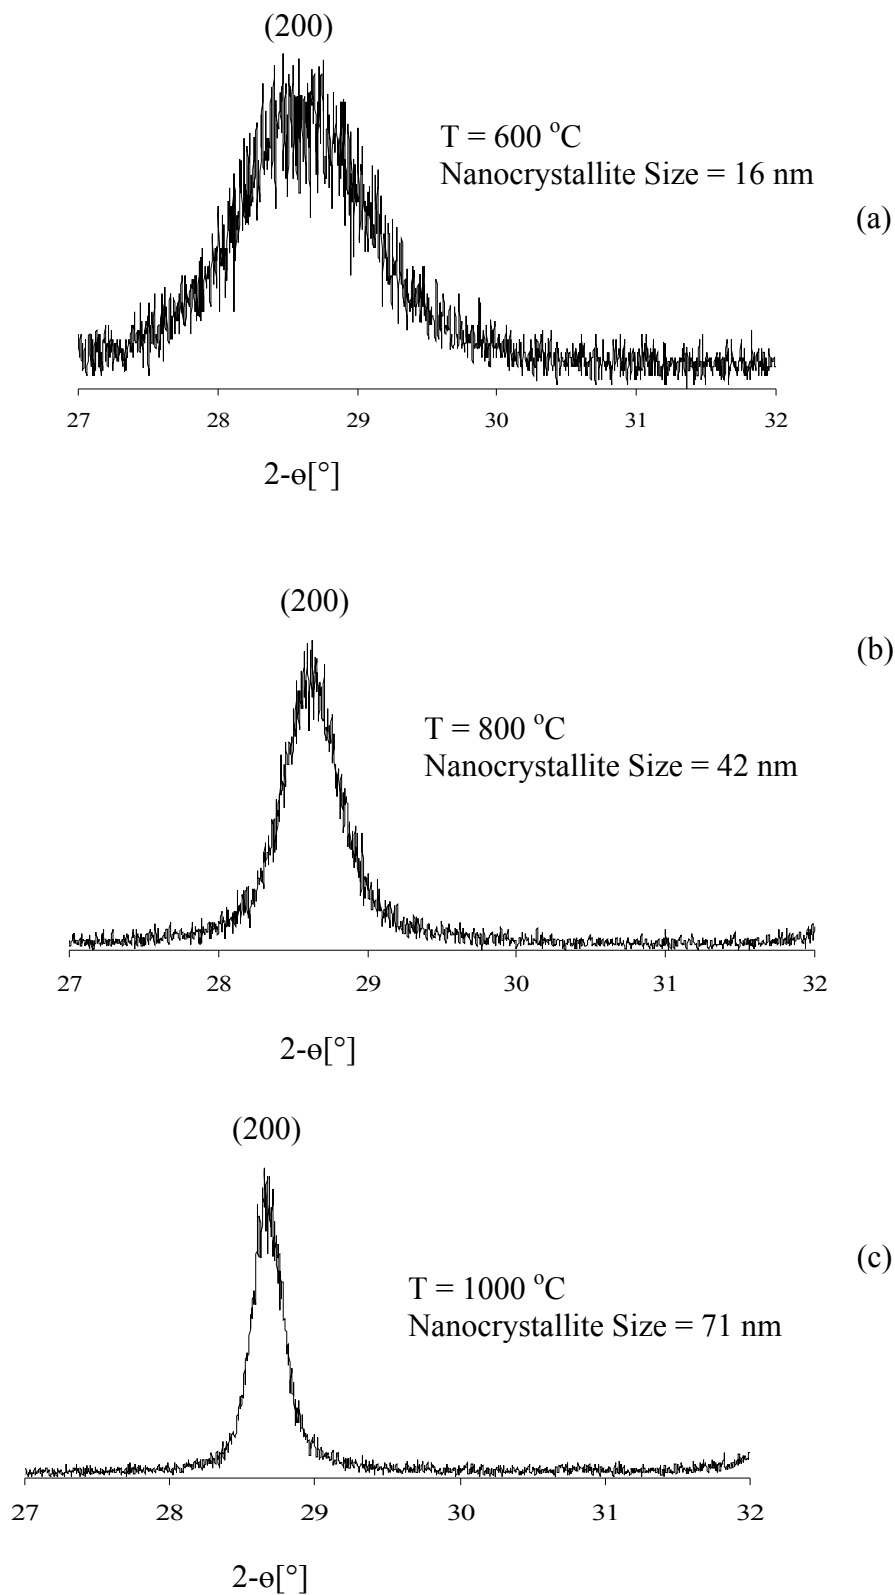 (200)
T = 600 °C
Nanocrystallite Size = 16 nm
(a)
27 28 29 30 31 32
2-ɵ[°]
(200)
(b)
T = 800 °C
Nanocrystallite Size = 42 nm
27 28 29 30 31 32
2-ɵ[°]
(200)
(c)
T = 1000 °C
Nanocrystallite Size = 71 nm
27 28 29 30 31 32
2-ɵ[°]